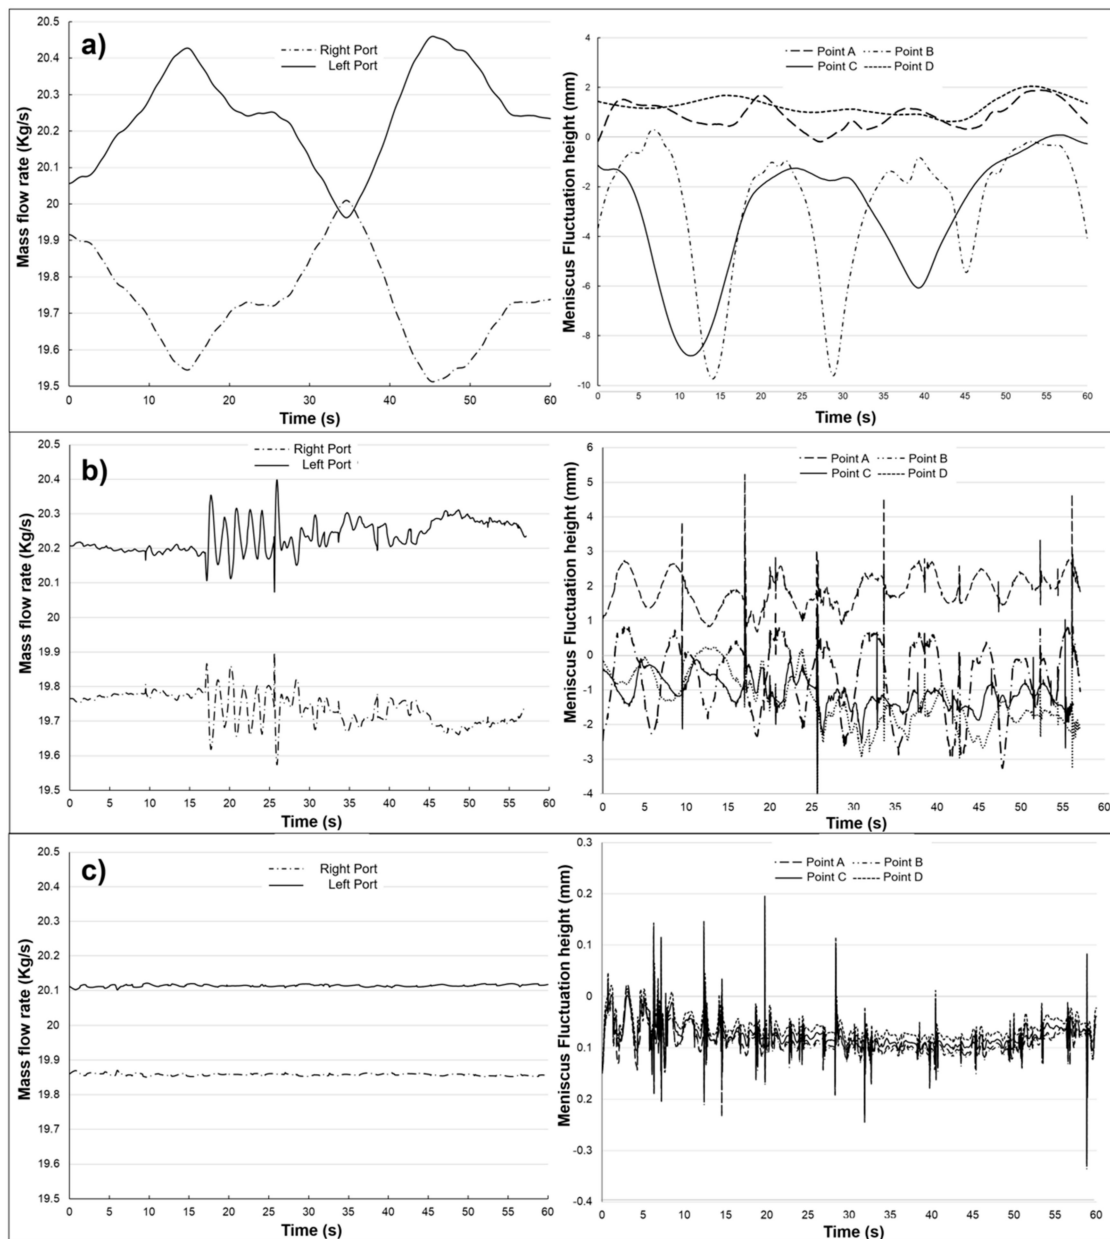 a)
Mass flow rate (Kg/s)
20.5
20.4
20.3
20.2
20.1
20
19.9
19.8
19.7
19.6
19.5
Right Port
Left Port
0 10 20 30 40 50 60
Time (s)
Meniscus Fluctuation height (mm)
4
2
0
-2
-4
-6
-8
-10
Point A Point B
Point C Point D
0 5 10 15 20 25 30 35 40 45 50 55 60
Time (s)
b)
Mass flow rate (Kg/s)
20.5
20.4
20.3
20.2
20.1
20
19.9
19.8
19.7
19.6
19.5
Right Port
Left Port
0 5 10 15 20 25 30 35 40 45 50 55
Time (s)
Meniscus Fluctuation height (mm)
6
5
4
3
2
1
0
-1
-2
-3
-4
Point A Point B
Point C Point D
0 5 10 15 20 25 30 35 40 45 50 55 60
Time (s)
c)
Mass flow rate (Kg/s)
20.5
20.4
20.3
20.2
20.1
20
19.9
19.8
19.7
19.6
19.5
Right Port
Left Port
0 5 10 15 20 25 30 35 40 45 50 55 60
Time (s)
Meniscus Fluctuation height (mm)
0.3
0.2
0.1
0
0.1
0.2
-0.3
-0.4
Point A Point B
Point C Point D
0 5 10 15 20 25 30 35 40 45 50 55 60
Time (s)